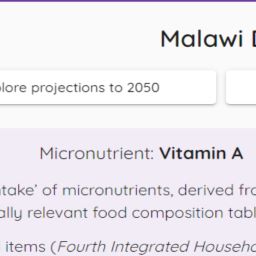 Malawi
plore projections to 2050
Micronutrient: Vitamin A
ntake’ of micronutrients, derived fr
ally relevant food composition tabl
items (Fourth Integrated Househo